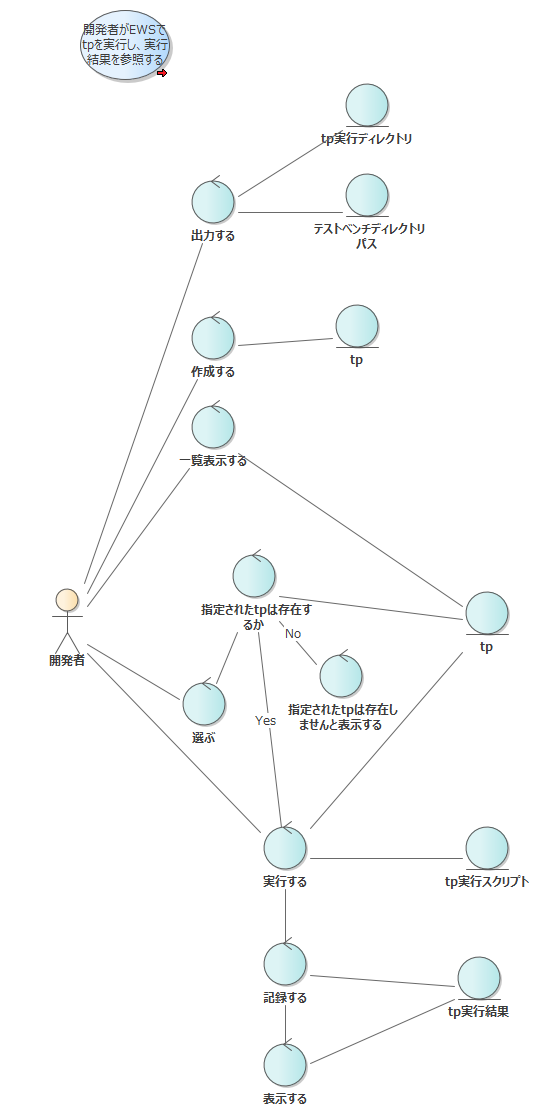 開発者がEWSで
tpを実行し、実行
結果を参照する
tp実行ディレクトリ
出力する
テストベンチディレクトリ
パス
作成する
tp
一覧表示する
指定されたtpは存在す
るか
No
tp
開発者
指定されたtpは存在し
ませんと表示する
選ぶ
Yes
実行する
tp実行スクリプト
記録する
tp実行結果
表示する